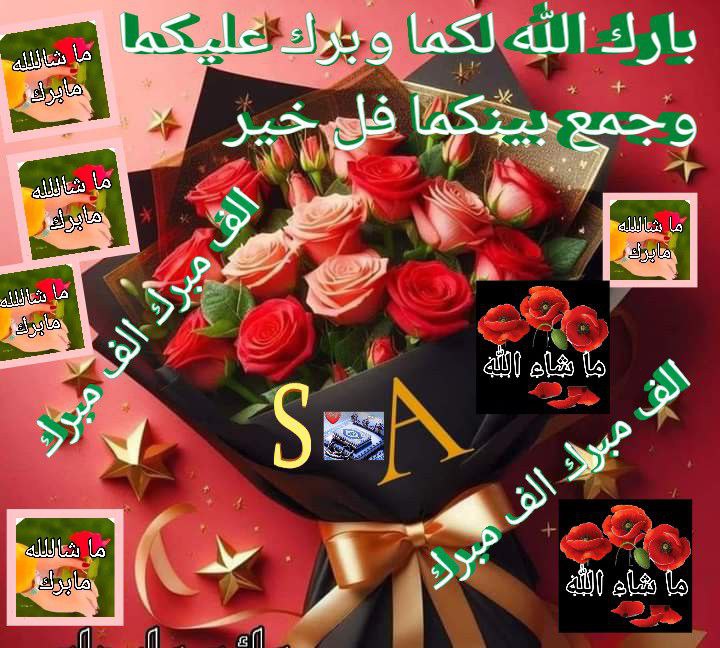 بارك الله لكما وبرك عليكما
وجمع بينكما فل خير
ما شاللله
مابرك
ما شاللله
مابرك
ما شاللله
مابرك
ما شاللله
مابرك
الف مبرك الف مبرك
ما شاء الله
S A
الف مبرك الف مبرك
ما شاللله
مابرك
ما شاء الله